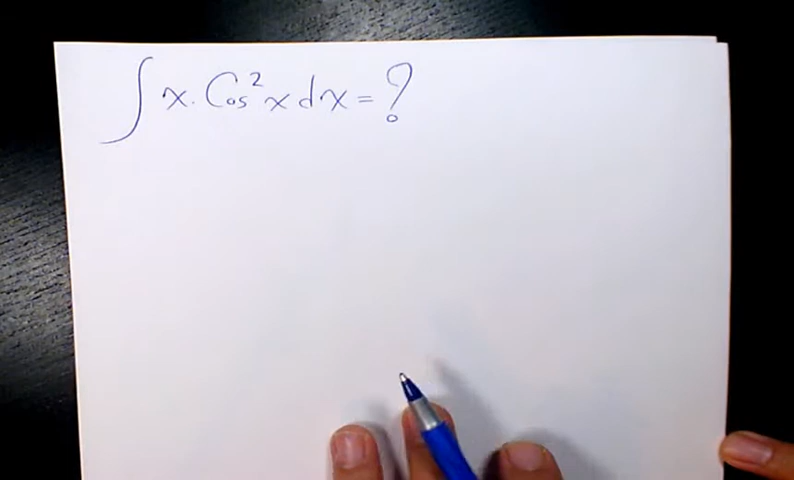 ∫ x. Cos²x dx = ?